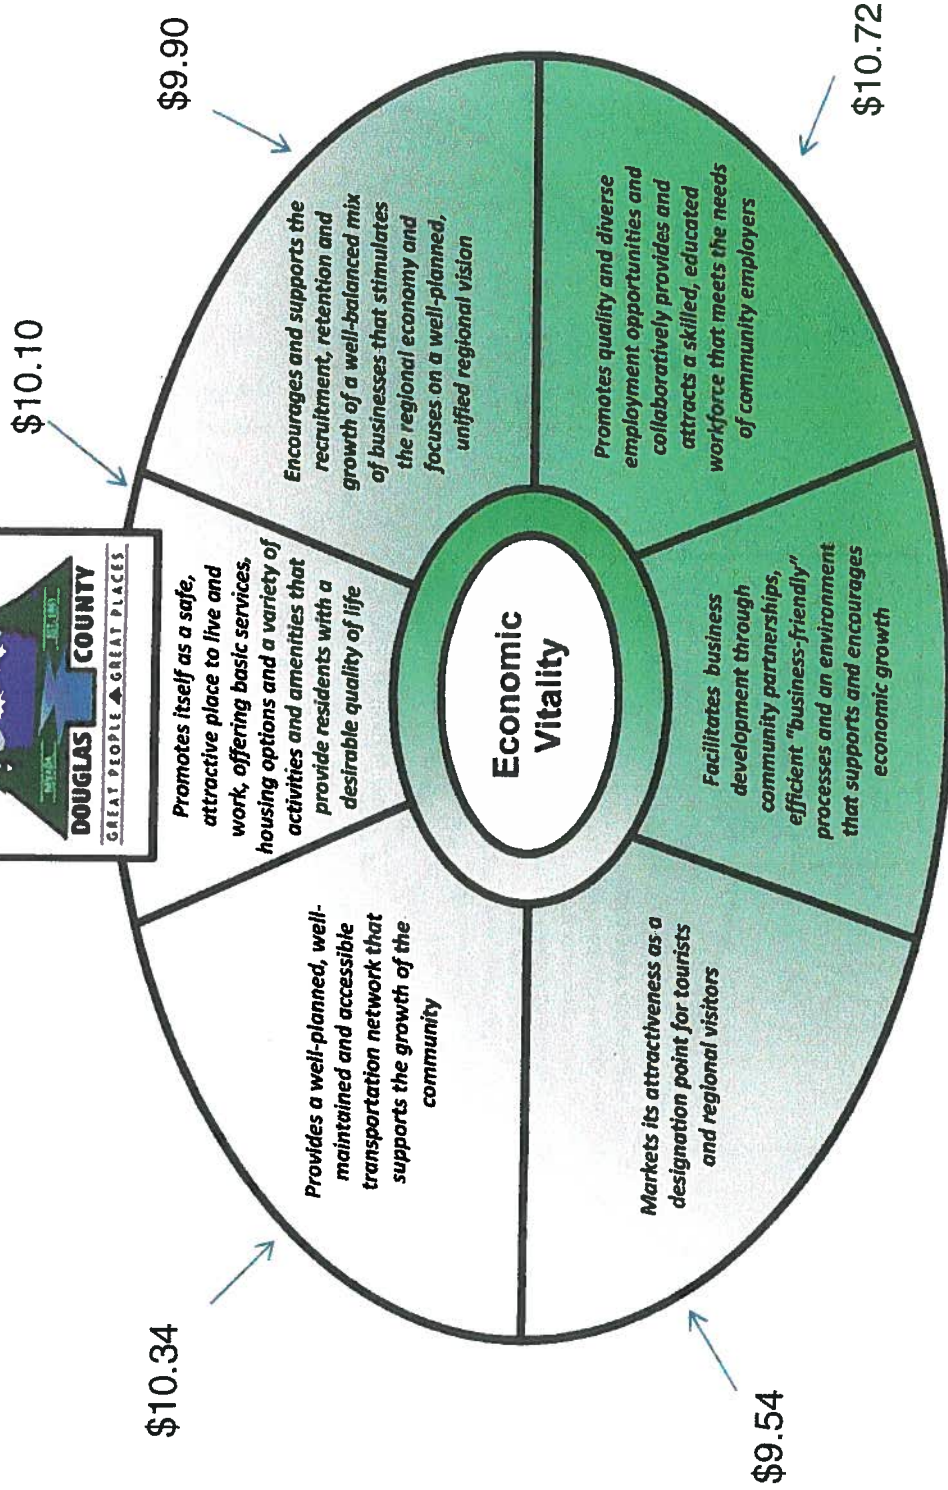 DOUGLAS COUNTY
GREAT PEOPLE ▲ GREAT PLACES
$10.10
$10.34
$9.90
Promotes itself as a safe,
attractive place to live and
work, offering basic services,
housing options and a variety of
activities and amenities that
provide residents with a
desirable quality of life
Encourages and supports the
recruitment, retention and
growth of a well-balanced mix
of businesses that stimulates
the regional economy and
focuses on a well-planned,
unified regional vision
Provides a well-planned, well-
maintained and accessible
transportation network that
supports the growth of the
community
Economic
Vitality
Promotes quality and diverse
employment opportunities and
collaboratively provides and
attracts a skilled, educated
workforce that meets the needs
of community employers
Markets its attractiveness as a
designation point for tourists
and regional visitors
Facilitates business
development through
community partnerships,
efficient "business-friendly"
processes and an environment
that supports and encourages
economic growth
$9.54
$10.72